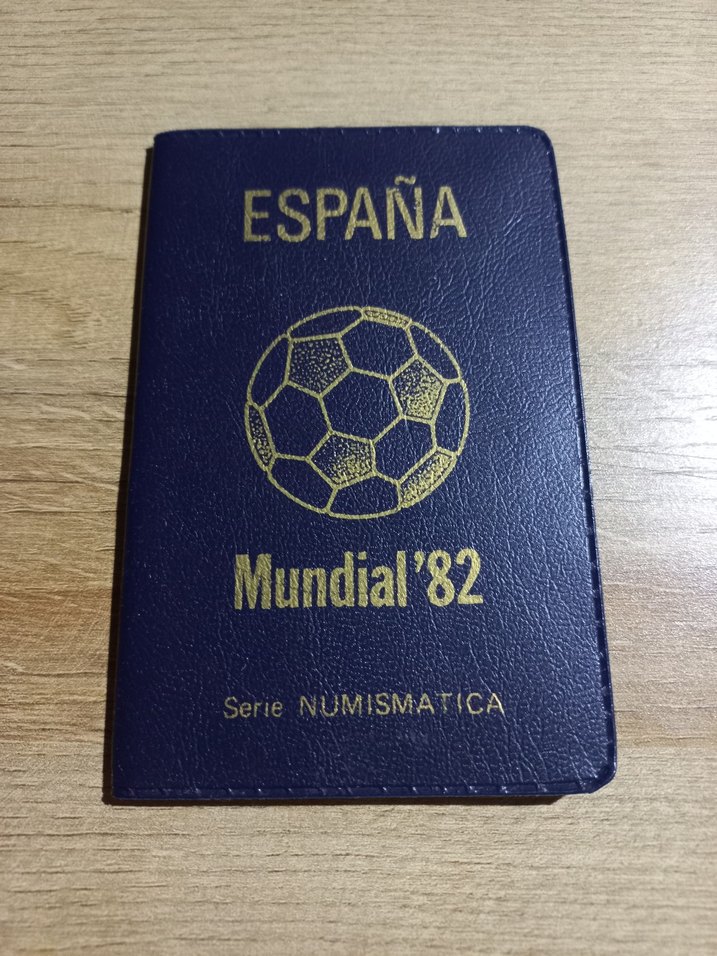 ESPAÑA
Mundial '82
Serie NUMISMATICA